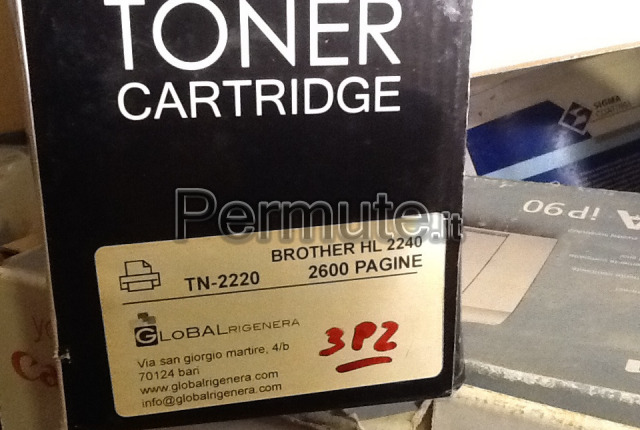 TONER
CARTRIDGE
SIGMA
Permute.it
iP90
BROTHER HL 2240
TN-2220
2600 PAGINE
GLOBALRIGENERA
3PZ
Via san giorgio martire, 4/b
70124 bari
www.globalrigenera.com
info@globalrigenera.com